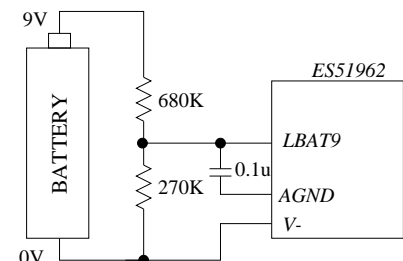 9V
ES51962
680K
BATTERY
LBAT9
0.1u
270K
AGND
V-
0V